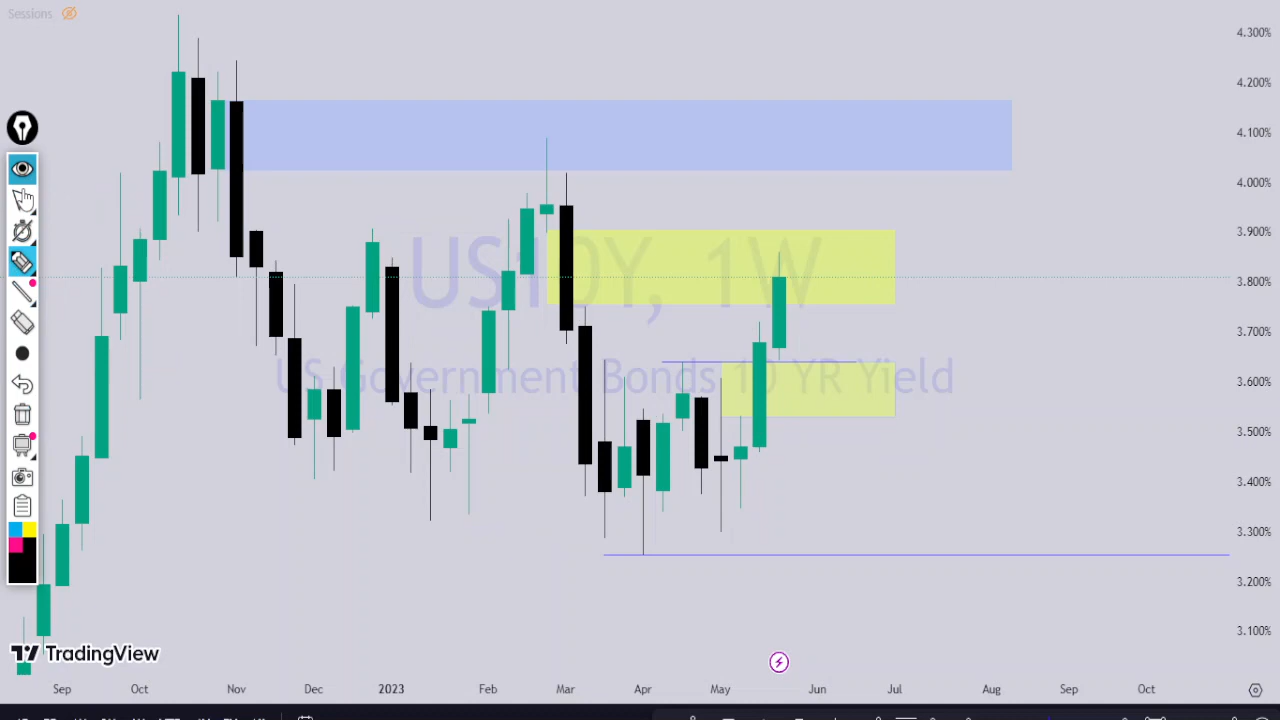 Sessions
4.300%
4.200%
4.100%
4.000%
3.900%
US10Y, 1W
3.800%
3.700%
US Government Bonds 10 YR Yield
3.600%
3.500%
3.400%
3.300%
3.200%
3.100%
TradingView
Sep Oct Nov Dec 2023 Feb Mar Apr May Jun Jul Aug Sep Oct